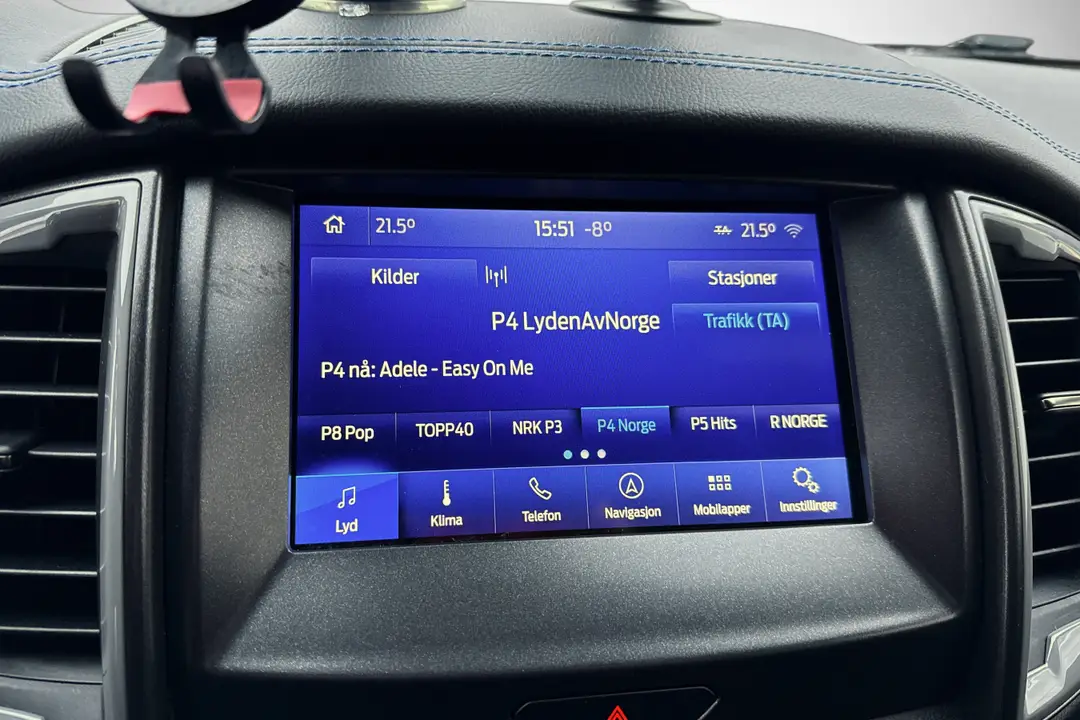 21.5° 15:51 -8° TA 21.5°
Kilder Stasjoner
P4 LydenAvNorge Trafikk (TA)
P4 nå: Adele - Easy On Me
P8 Pop TOPP40 NRK P3 P4 Norge P5 Hits R NORGE
Lyd Klima Telefon Navigasjon Mobilapper Innstillinger